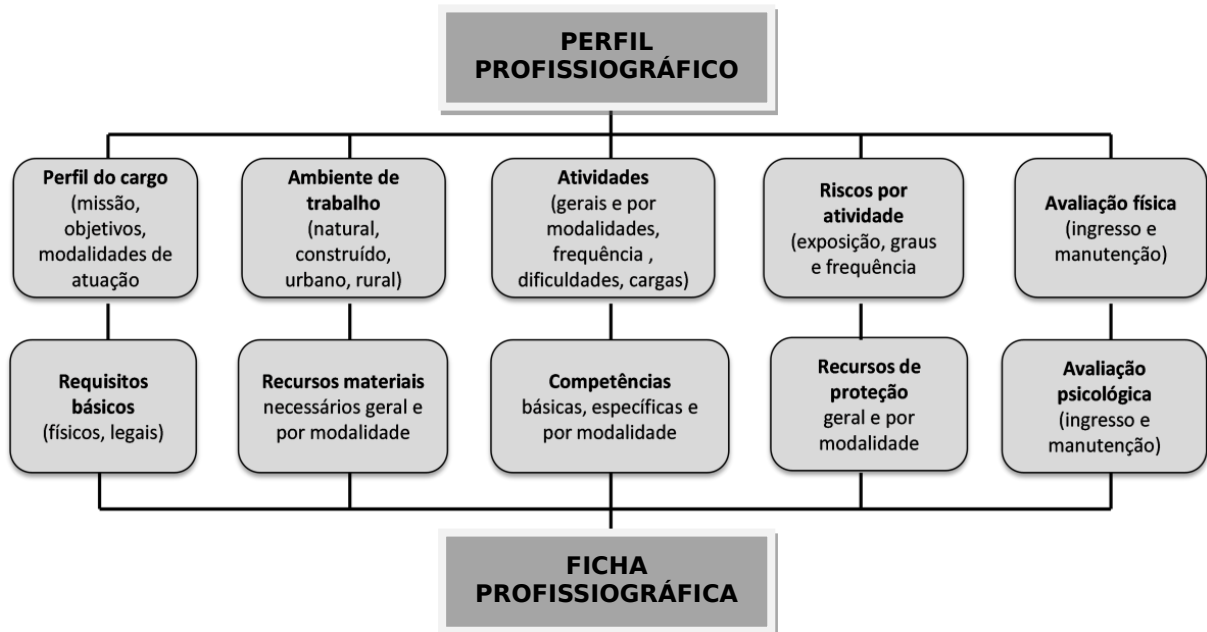 PERFIL
PROFISSIOGRÁFICO
Perfil do cargo
(missão,
objetivos,
modalidades de
atuação
Ambiente de
trabalho
(natural,
construído,
urbano, rural)
Atividades
(gerais e por
modalidades,
frequência ,
dificuldades, cargas)
Riscos por
atividade
(exposição, graus
e frequência
Avaliação física
(ingresso e
manutenção)
Requisitos
básicos
(físicos, legais)
Recursos materiais
necessários geral e
por modalidade
Competências
básicas, específicas e
por modalidade
Recursos de
proteção
geral e por
modalidade
Avaliação
psicológica
(ingresso e
manutenção)
FICHA
PROFISSIOGRÁFICA